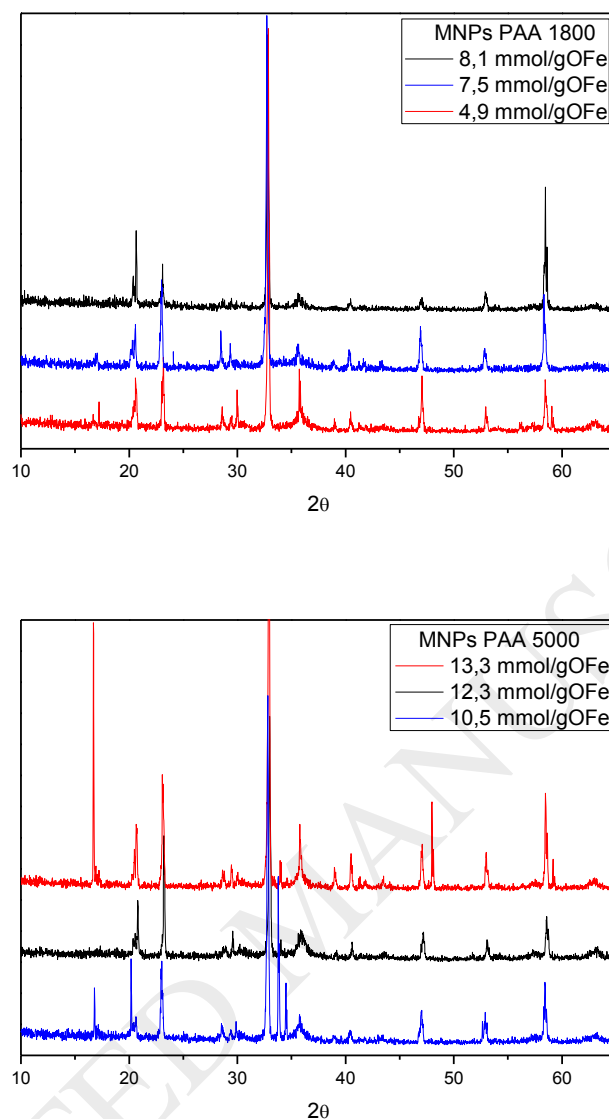 MNPs PAA 1800
8,1 mmol/gOFe
7,5 mmol/gOFe
4,9 mmol/gOFe
10 20 30 40 50 60
2θ
MNPs PAA 5000
13,3 mmol/gOFe
12,3 mmol/gOFe
10,5 mmol/gOFe
10 20 30 40 50 60
2θ
TED MANUS